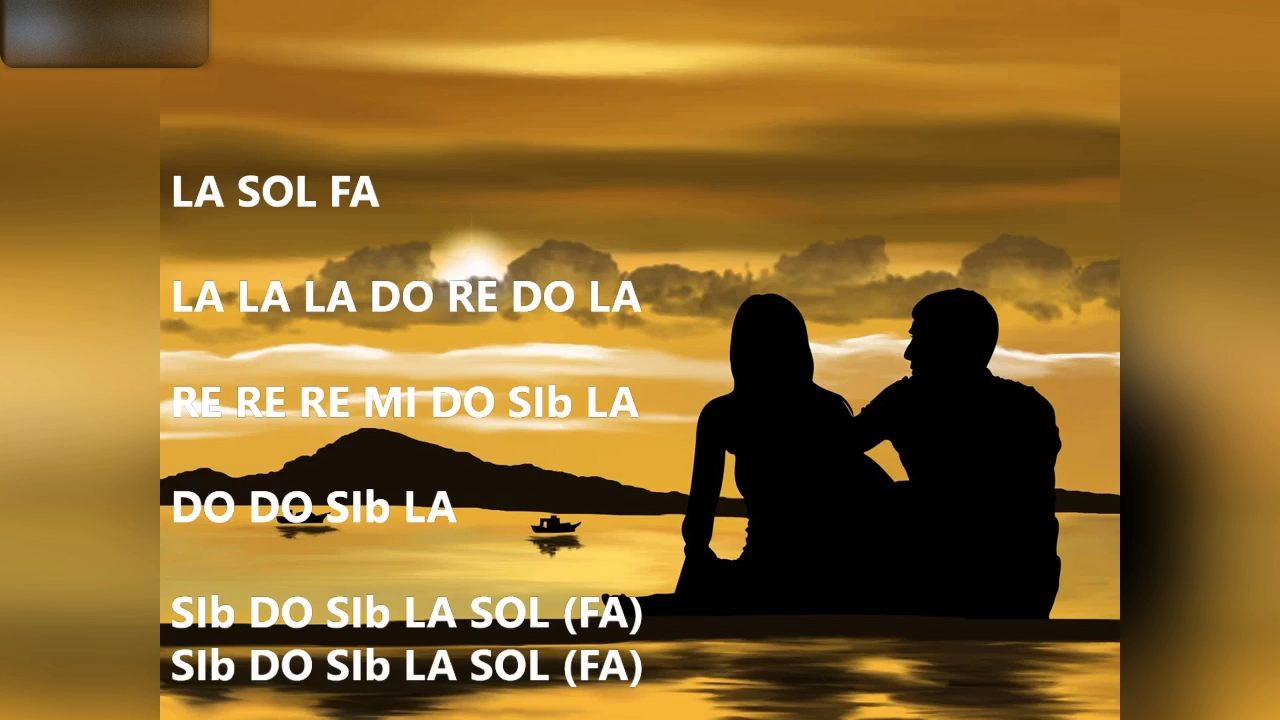 LA SOL FA
LA LA LA DO RE DO LA
RE RE RE MI DO SIb LA
DO DO SIb LA
SIb DO SIb LA SOL (FA)
SIb DO SIb LA SOL (FA)